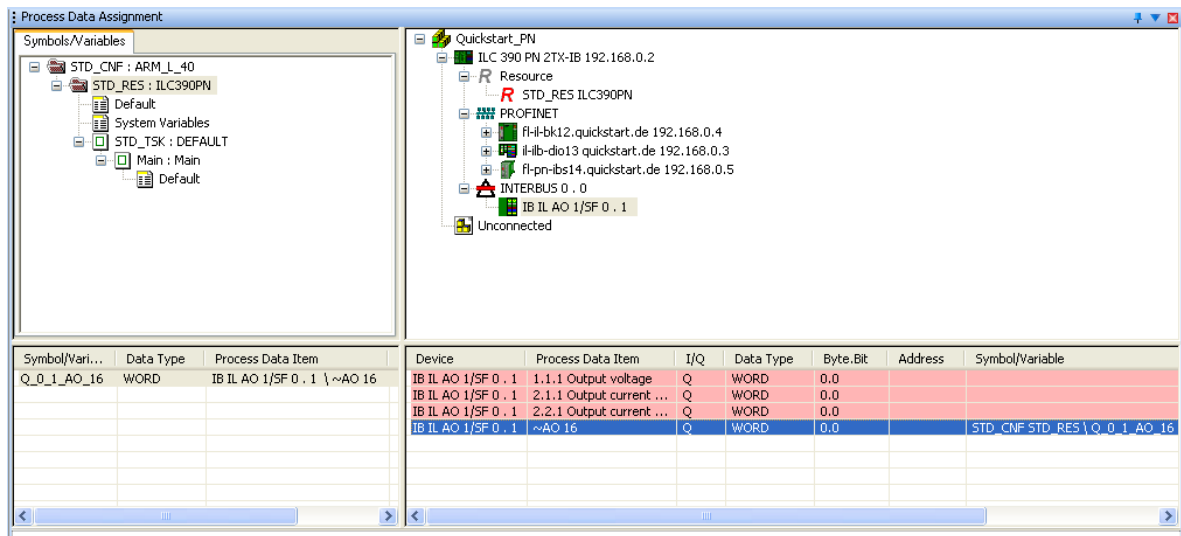 Process Data Assignment
Symbols/Variables
STD_CNF : ARM_L_40
STD_RES : ILC390PN
Default
System Variables
STD_TSK : DEFAULT
Main : Main
Default
Quickstart_PN
ILC 390 PN 2TX-IB 192.168.0.2
R Resource
R STD_RES ILC390PN
PROFINET
fl-il-bk12.quickstart.de 192.168.0.4
il-ilb-dio13 quickstart.de 192.168.0.3
fl-pn-ibs14.quickstart.de 192.168.0.5
INTERBUS 0 . 0
IB IL AO 1/SF 0 . 1
Unconnected
Symbol/Vari... Data Type Process Data Item
Q_0_1_AO_16 WORD IB IL AO 1/SF 0 . 1 \ ~AO 16
Device Process Data Item I/Q Data Type Byte.Bit Address Symbol/Variable
IB IL AO 1/SF 0 . 1 1.1.1 Output voltage Q WORD 0.0
IB IL AO 1/SF 0 . 1 2.1.1 Output current ... Q WORD 0.0
IB IL AO 1/SF 0 . 1 2.2.1 Output current ... Q WORD 0.0
IB IL AO 1/SF 0 . 1 ~AO 16 Q WORD 0.0 STD_CNF STD_RES \ Q_0_1_AO_16